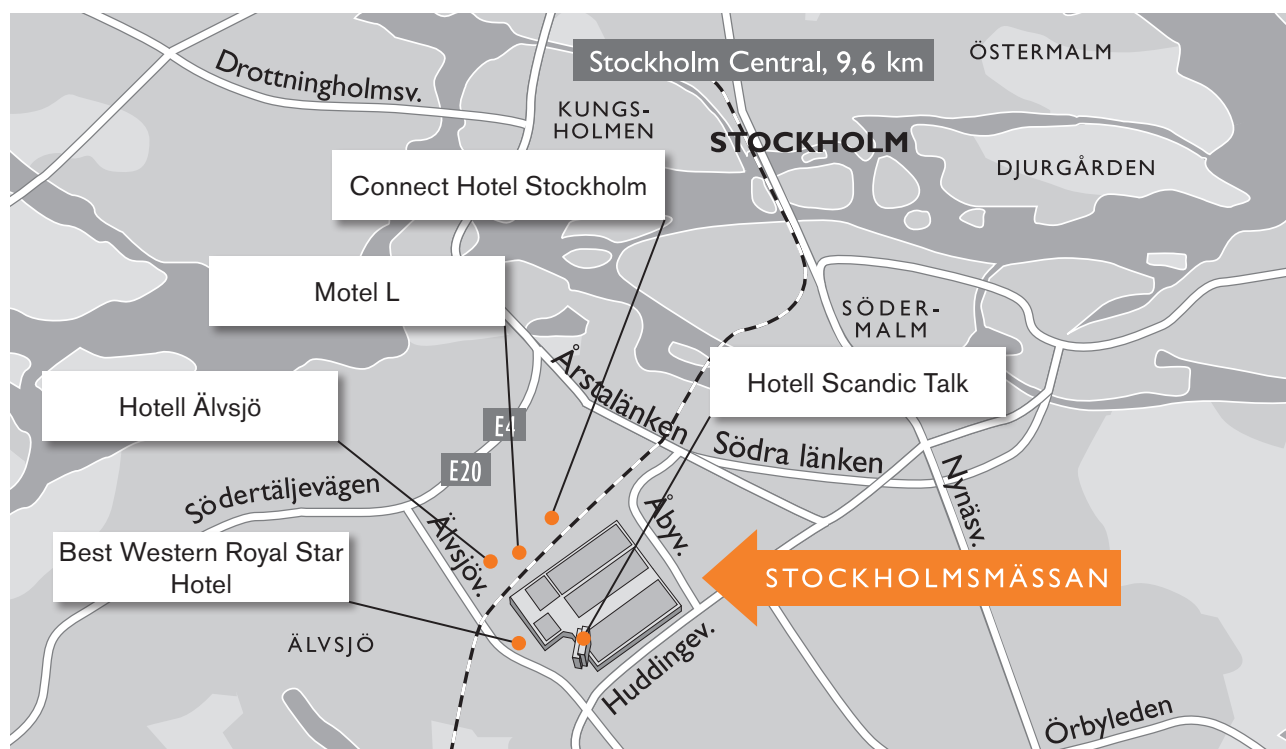 ÖSTERMALM
Stockholm Central, 9,6 km
Drottningholmsv.
KUNGS-
HOLMEN
STOCKHOLM
DJURGÅRDEN
Connect Hotel Stockholm
Motel L
SÖDER-
MALM
Årstalänken
Hotell Scandic Talk
Hotell Älvsjö
E4
E20
Södra länken
Södertäljevägen
Åbyv.
Nynäsv.
Älvsjöv.
Best Western Royal Star
Hotel
STOCKHOLMSMÄSSAN
ÄLVSJÖ
Huddingev.
Örbyleden